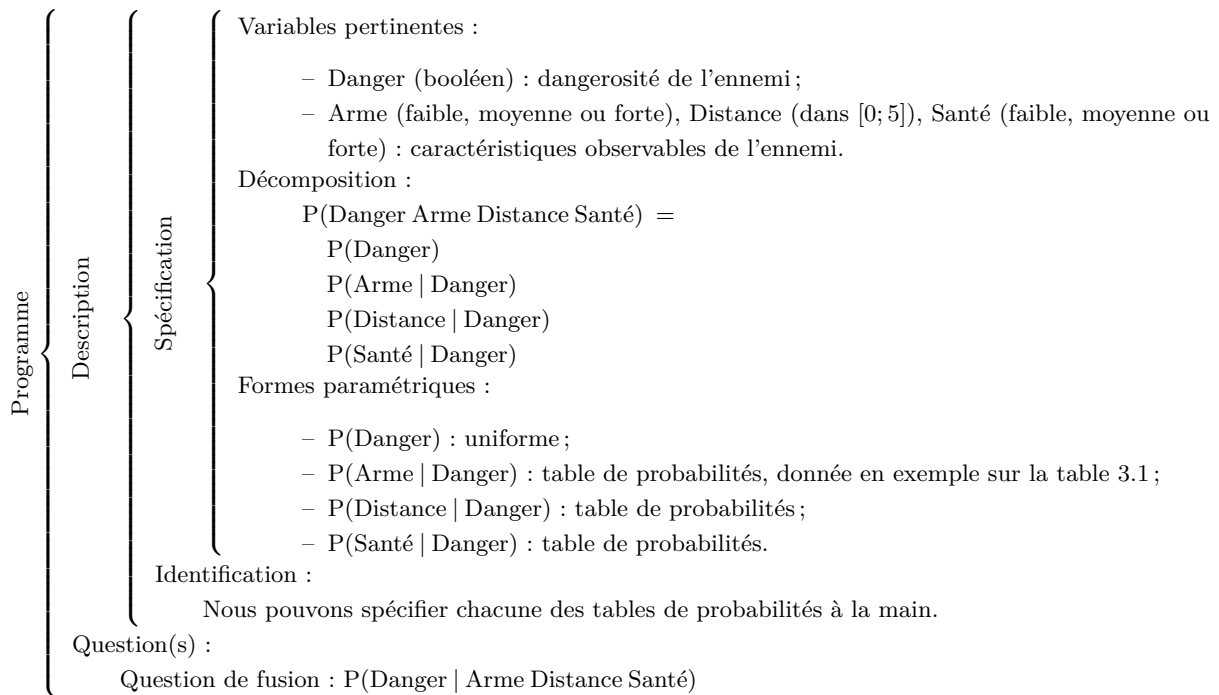 Programme
Description
Spécification
Variables pertinentes :
– Danger (booléen) : dangerosité de l'ennemi ;
– Arme (faible, moyenne ou forte), Distance (dans [0; 5]), Santé (faible, moyenne ou
forte) : caractéristiques observables de l'ennemi.
Décomposition :
P(Danger Arme Distance Santé) =
P(Danger)
P(Arme | Danger)
P(Distance | Danger)
P(Santé | Danger)
Formes paramétriques :
– P(Danger) : uniforme ;
– P(Arme | Danger) : table de probabilités, donnée en exemple sur la table 3.1 ;
– P(Distance | Danger) : table de probabilités ;
– P(Santé | Danger) : table de probabilités.
Identification :
Nous pouvons spécifier chacune des tables de probabilités à la main.
Question(s) :
Question de fusion : P(Danger | Arme Distance Santé)